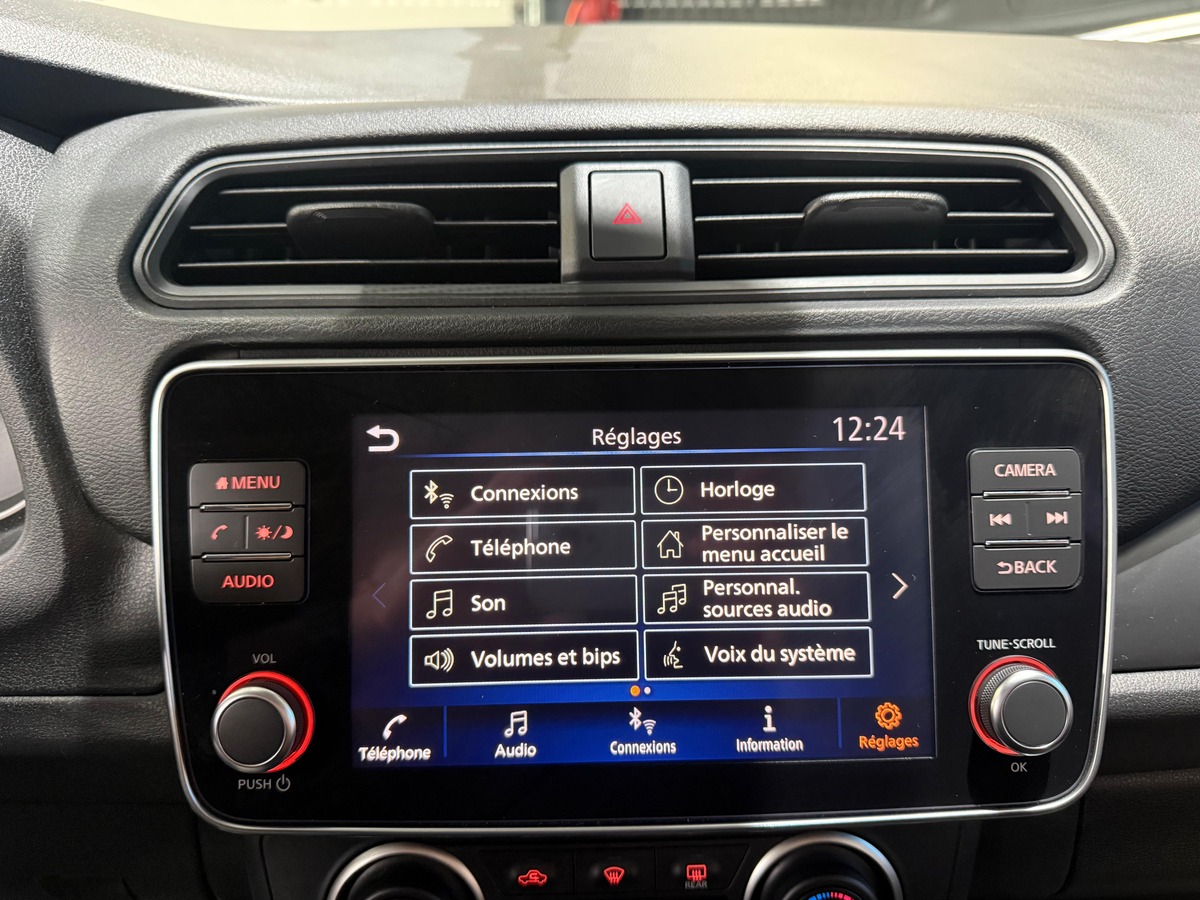 Réglages
12:24
MENU
AUDIO
VOL
PUSH
Connexions
Horloge
Téléphone
Personnaliser le
menu accueil
Son
Personnal.
sources audio
Volumes et bips
Voix du système
Téléphone
Audio
Connexions
Information
Réglages
CAMERA
BACK
TUNE·SCROLL
OK
REAR